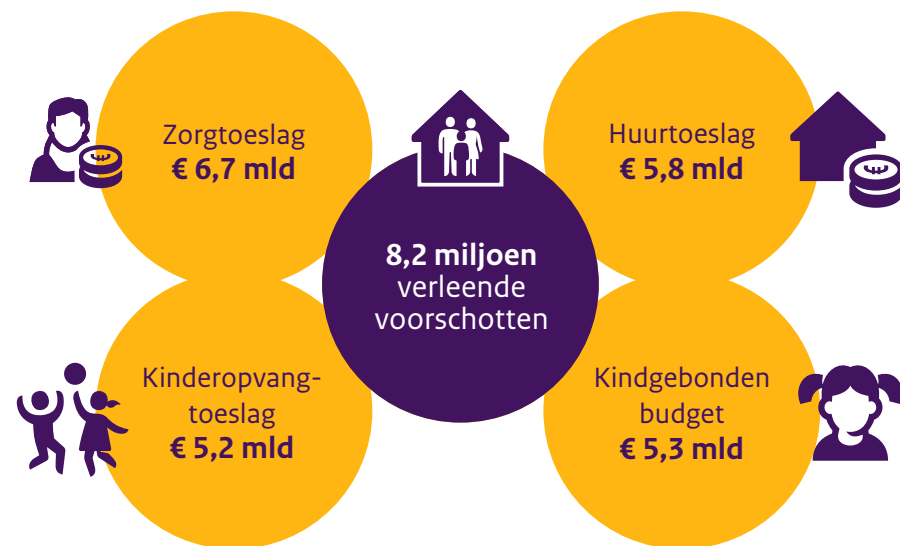 Zorgtoeslag
€ 6,7 mld
Huurtoeslag
€ 5,8 mld
8,2 miljoen
verleende
voorschotten
Kinderopvang-
toeslag
€ 5,2 mld
Kindgebonden
budget
€ 5,3 mld